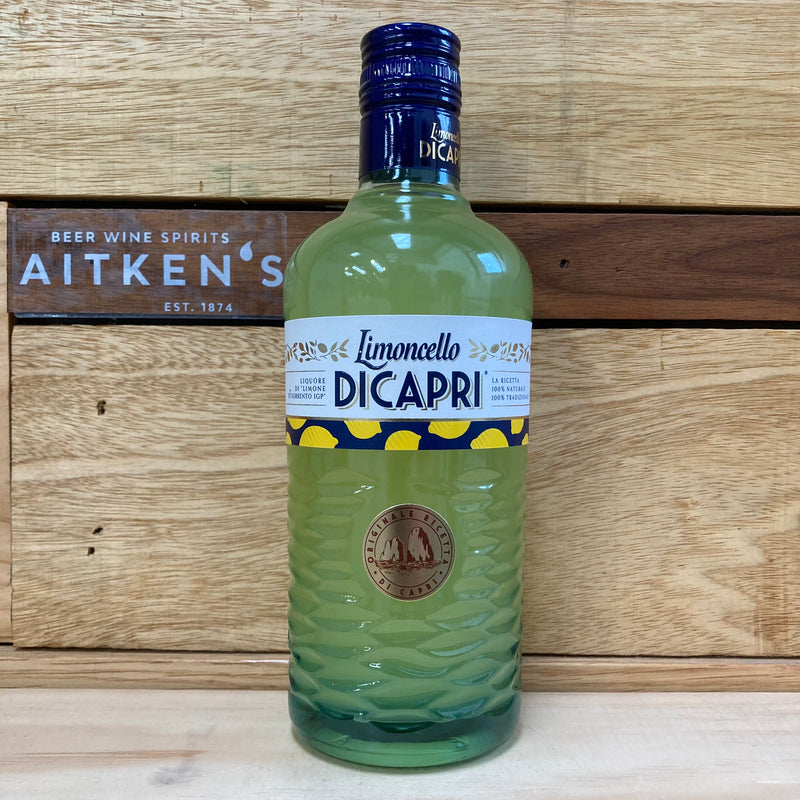 Limoncello
DICAPRI
BEER WINE SPIRITS
AITKEN'S
EST. 1874
Limoncello
DICAPRI
LIQUORE
DI "LIMONE
DI SORRENTO IGP"
LA RICETTA
100% NATURALE
100% TRADIZIONALE
ORIGINALE RICETTA
DI CAPRI